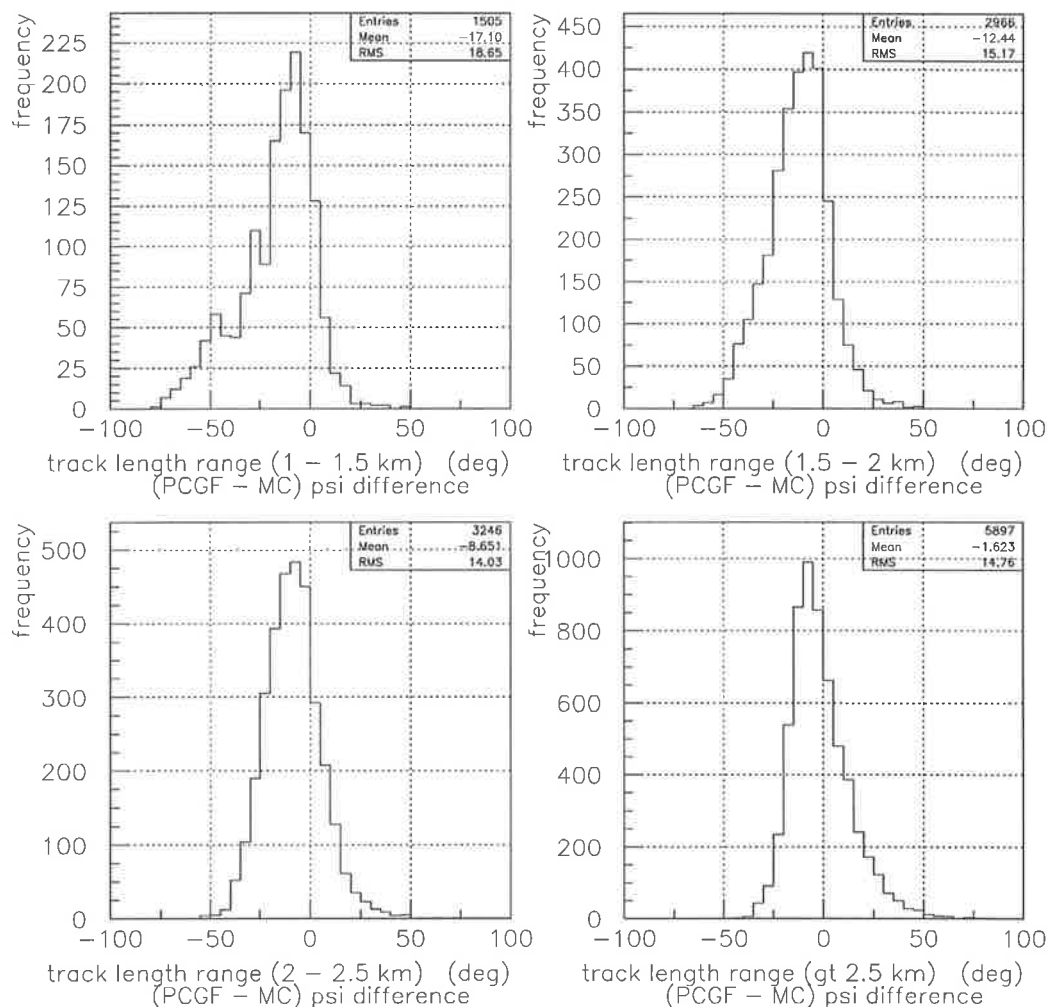 Entries 1505
Mean -17.10
RMS 18.65
frequency
225
200
175
150
125
100
75
50
25
0
-100 -50 0 50 100
track length range (1 - 1.5 km) (deg)
(PCGF - MC) psi difference
Entries 2966
Mean -12.44
RMS 15.17
frequency
450
400
350
300
250
200
150
100
50
0
-100 -50 0 50 100
track length range (1.5 - 2 km) (deg)
(PCGF - MC) psi difference
Entries 3246
Mean -8.651
RMS 14.03
frequency
500
400
300
200
100
0
-100 -50 0 50 100
track length range (2 - 2.5 km) (deg)
(PCGF - MC) psi difference
Entries 5897
Mean -1.623
RMS 14.76
frequency
1000
800
600
400
200
0
-100 -50 0 50 100
track length range (gt 2.5 km) (deg)
(PCGF - MC) psi difference